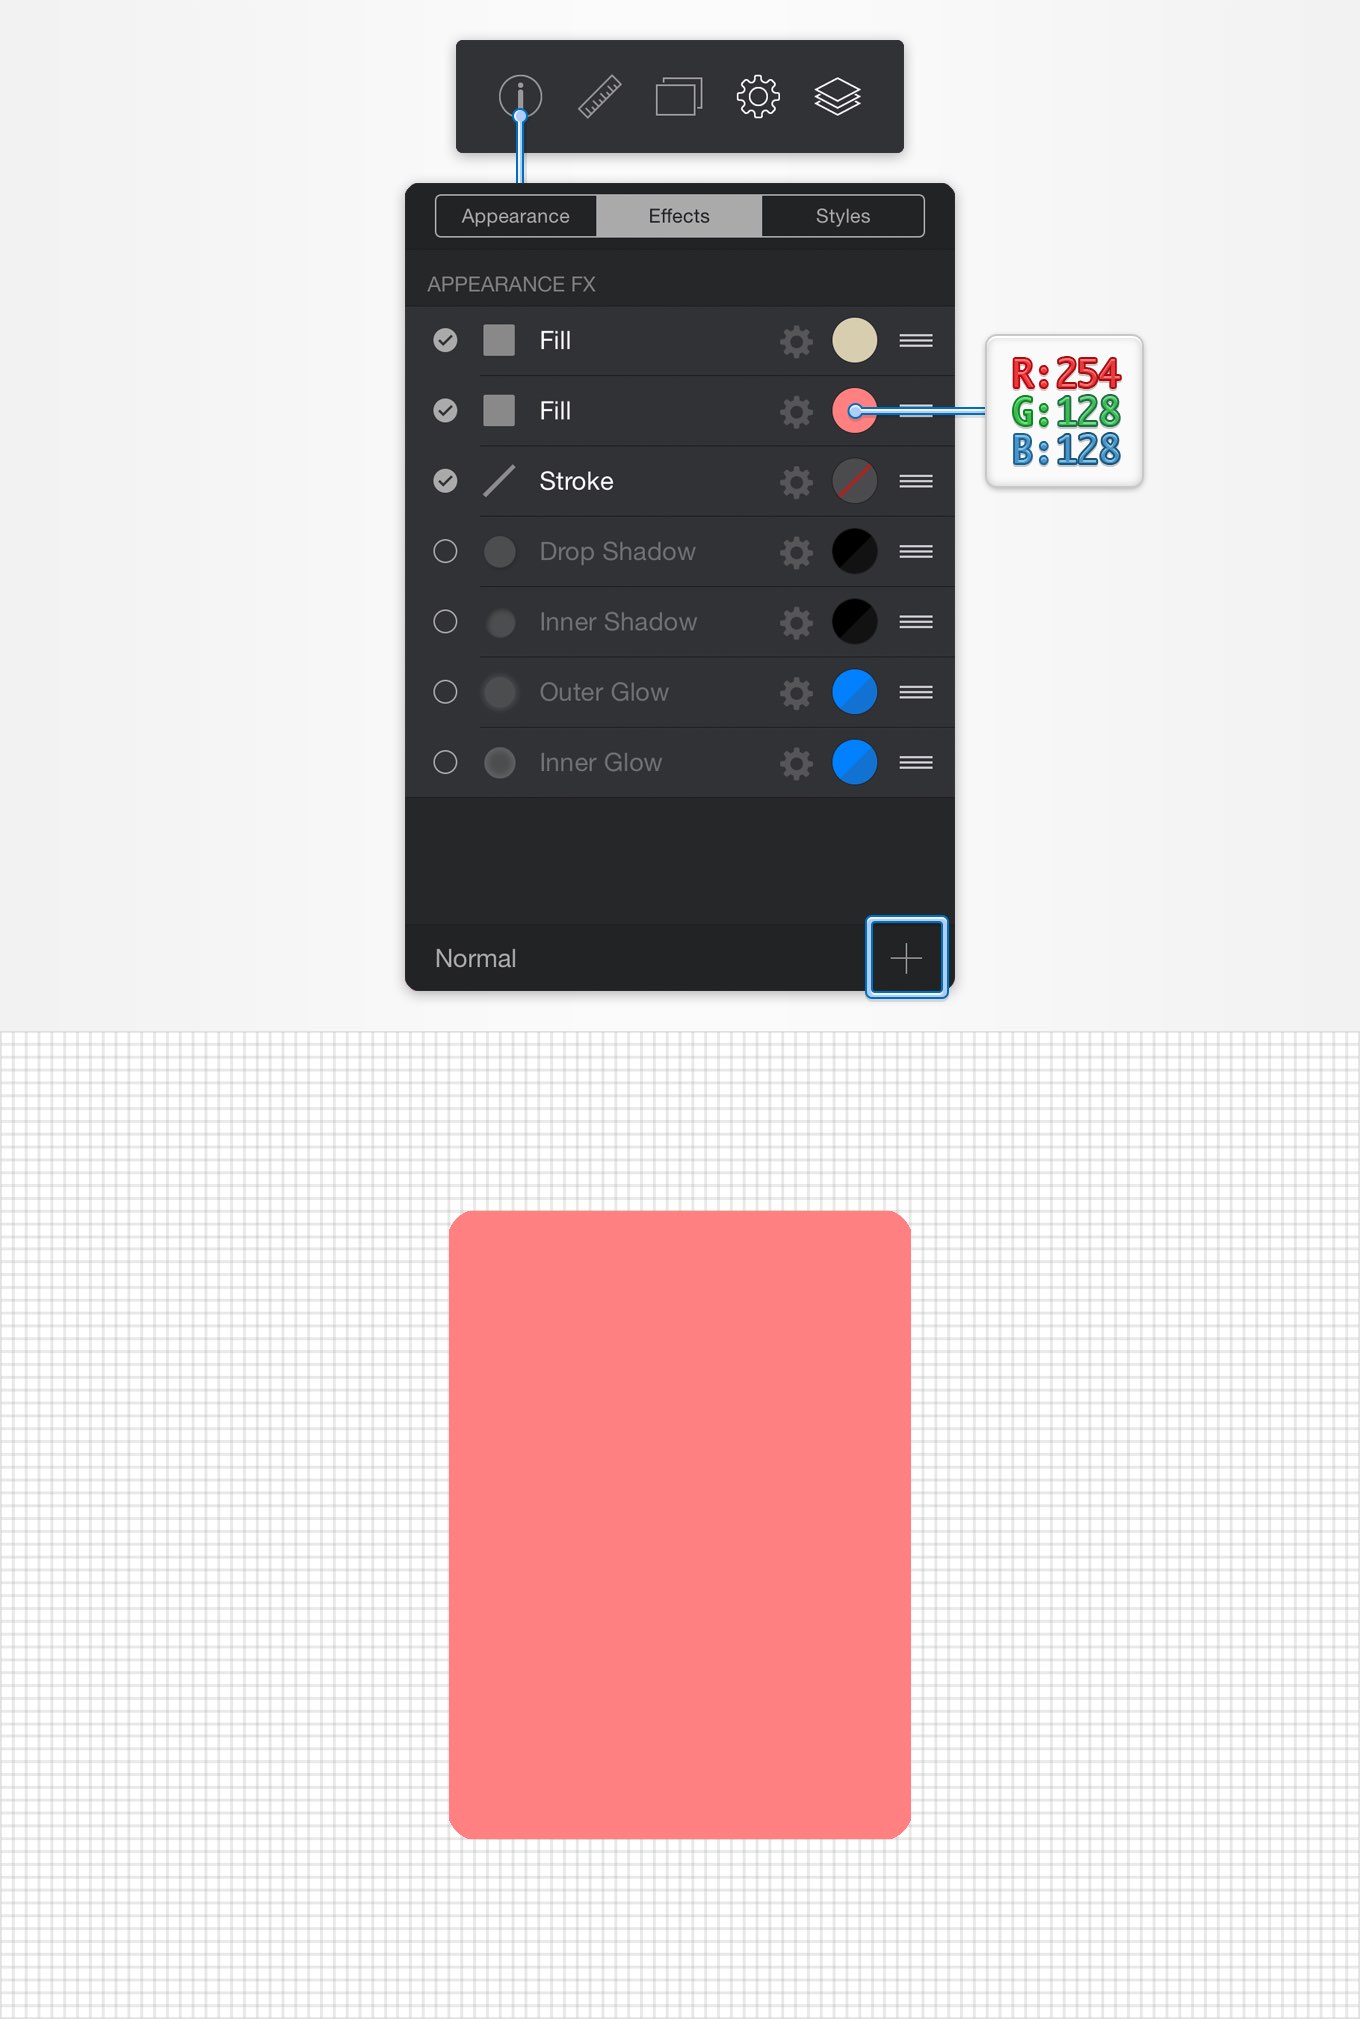 Appearance
Effects
Styles
APPEARANCE FX
Fill
Fill
Stroke
Drop Shadow
Inner Shadow
Outer Glow
Inner Glow
Normal
R:254
G:128
B:128